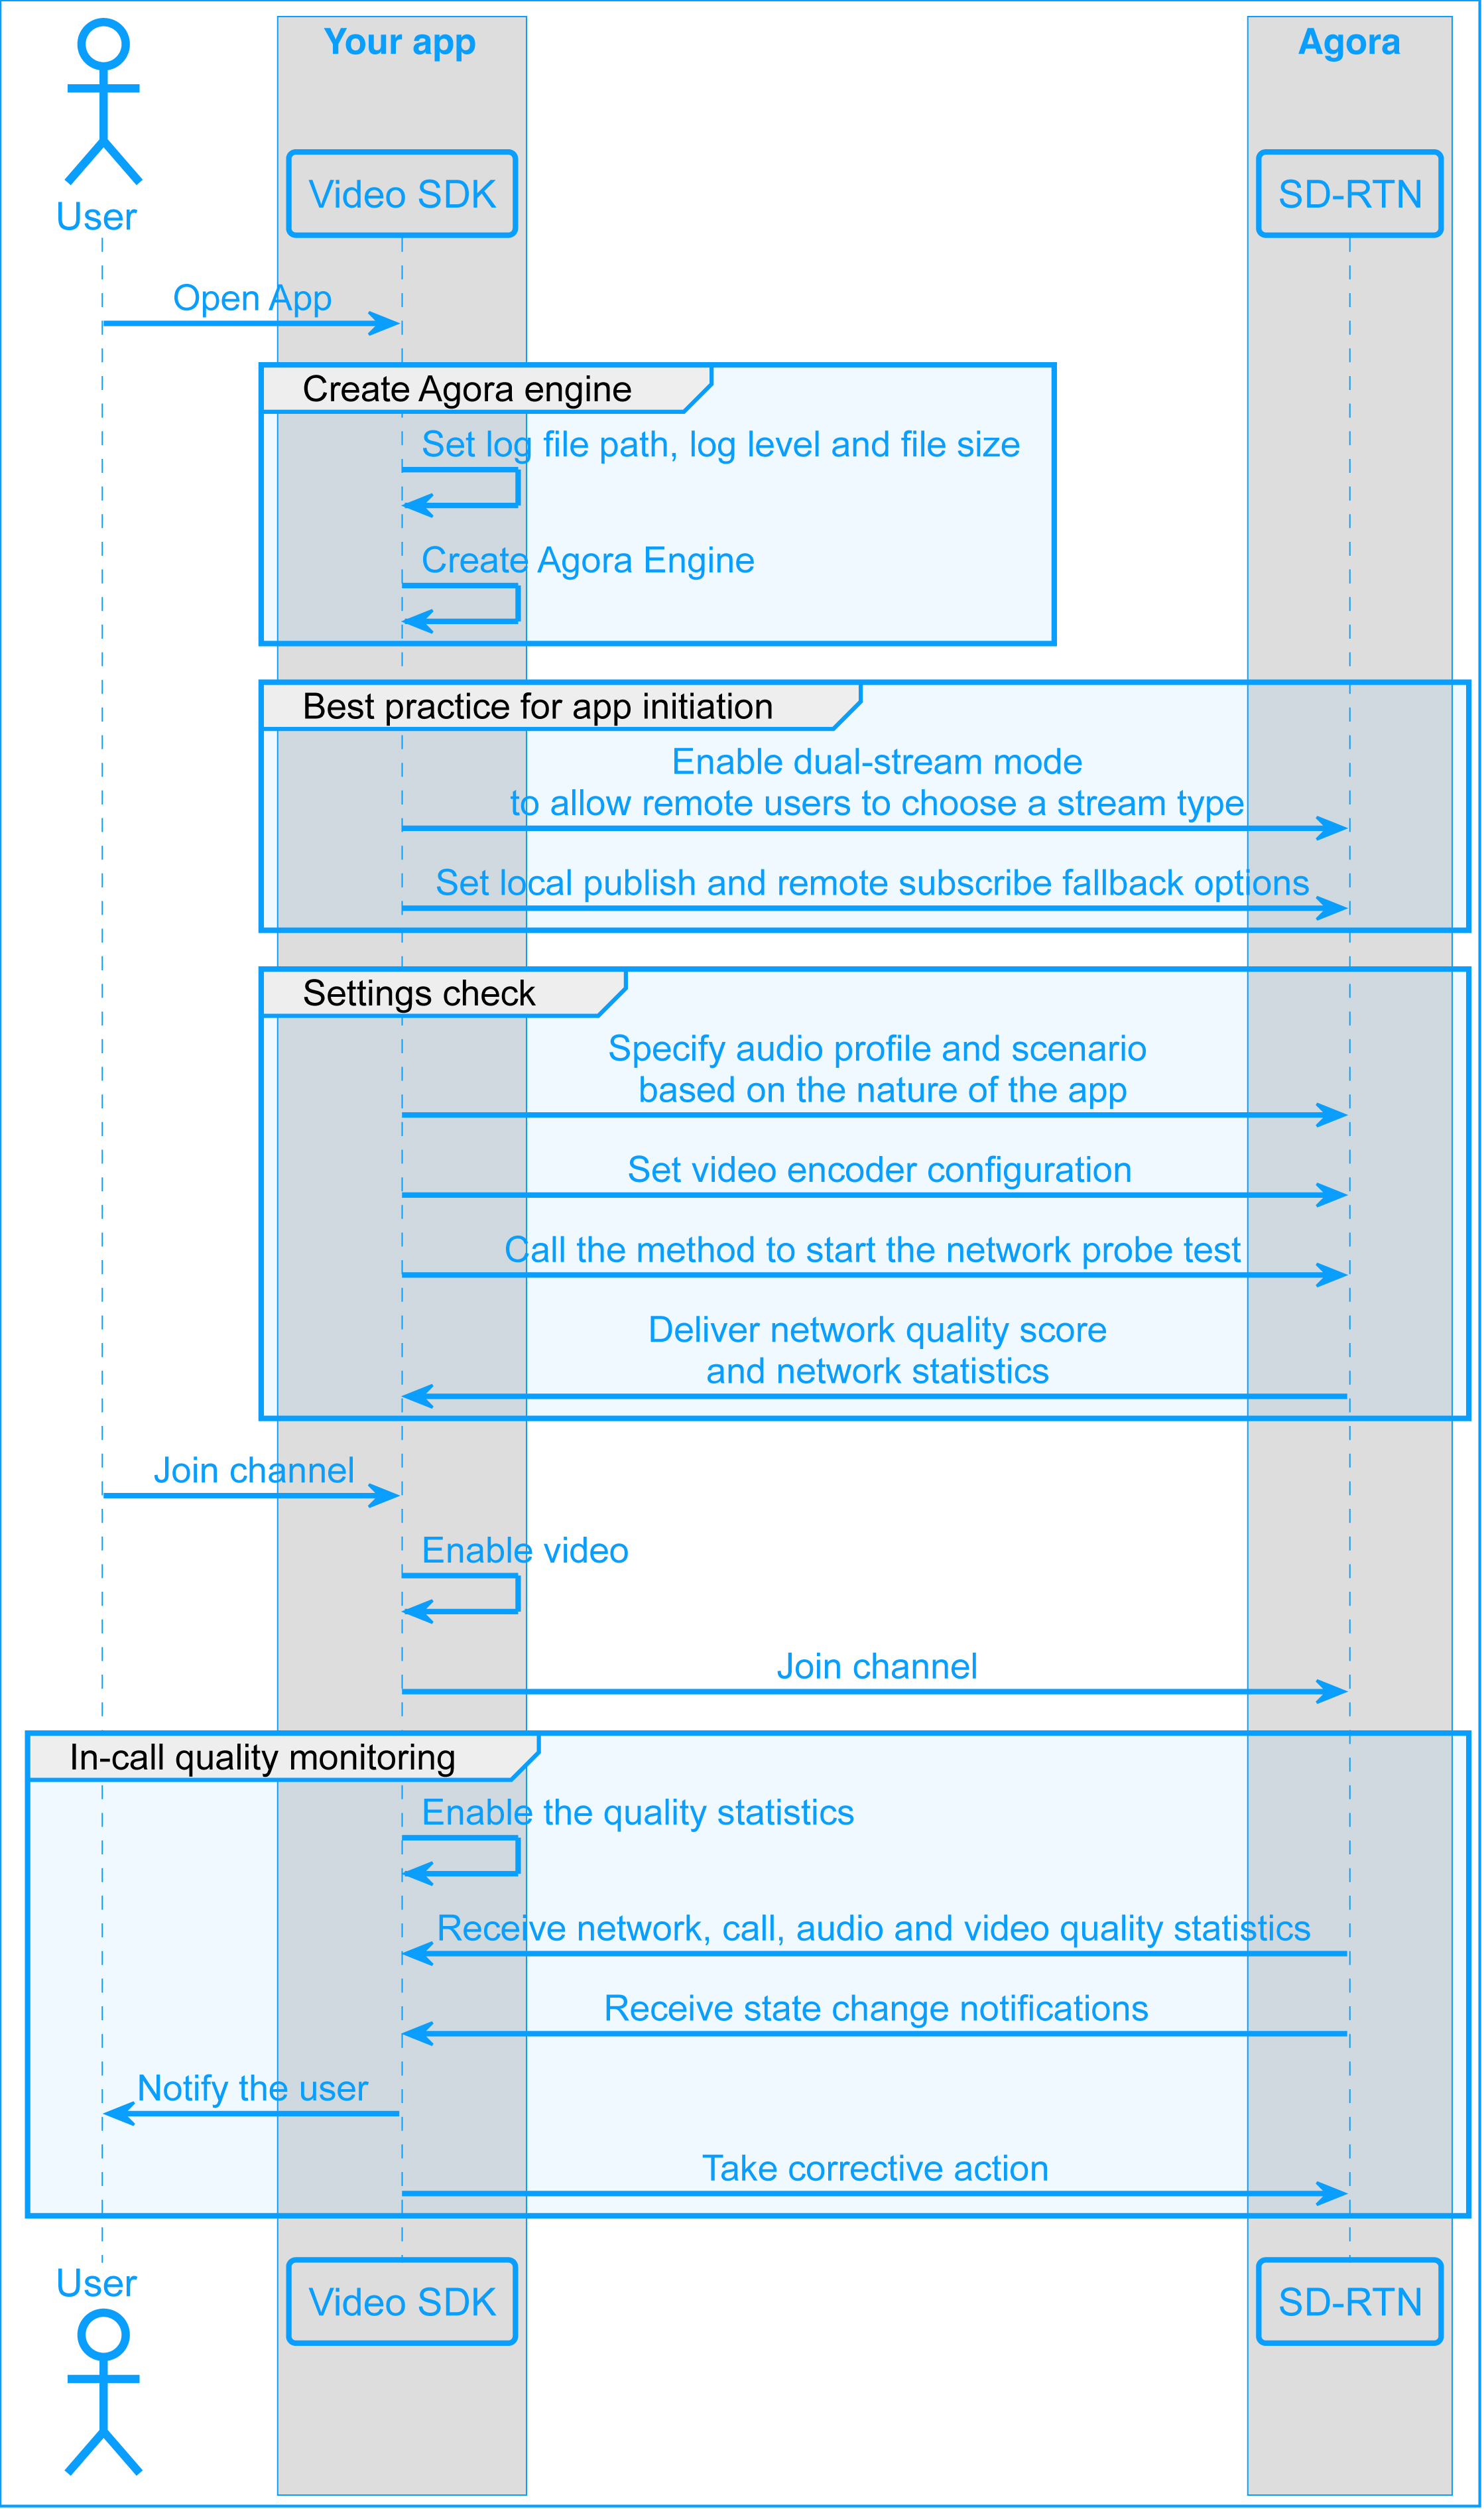 Your app
Agora
User
Video SDK
SD-RTN
Open App
Create Agora engine
Set log file path, log level and file size
Create Agora Engine
Best practice for app initiation
Enable dual-stream mode
to allow remote users to choose a stream type
Set local publish and remote subscribe fallback options
Settings check
Specify audio profile and scenario
based on the nature of the app
Set video encoder configuration
Call the method to start the network probe test
Deliver network quality score
and network statistics
Join channel
Enable video
Join channel
In-call quality monitoring
Enable the quality statistics
Receive network, call, audio and video quality statistics
Receive state change notifications
Notify the user
Take corrective action
User
Video SDK
SD-RTN